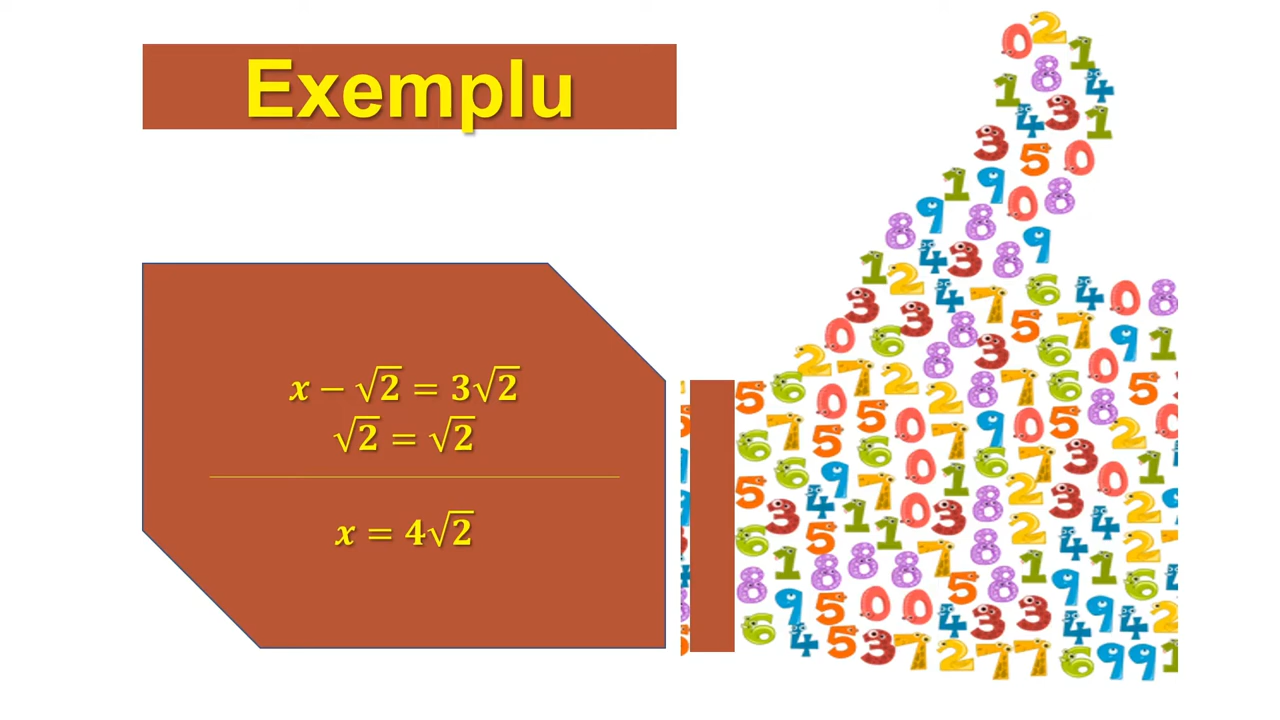 Exemplu
x − √2 = 3√2
√2 = √2
x = 4√2